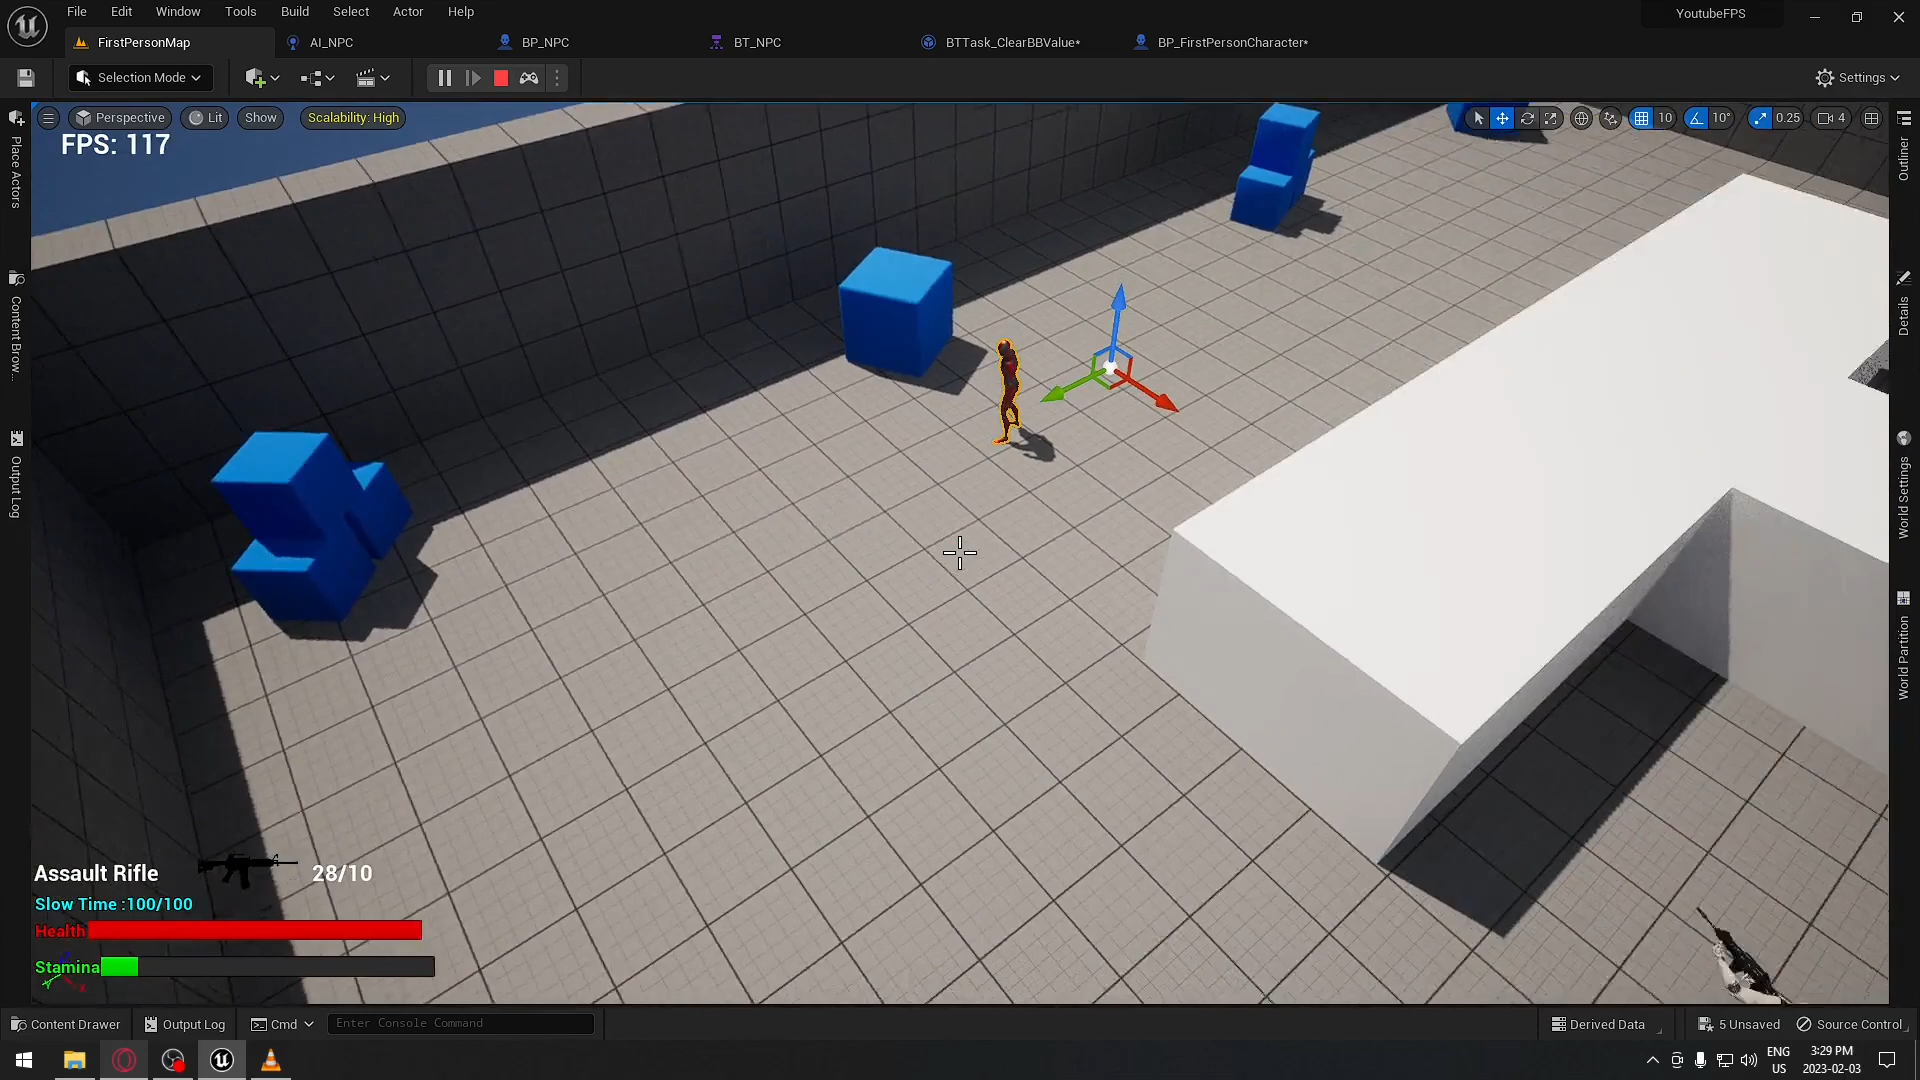 File Edit Window Tools Build Select Actor Help
YoutubeFPS
FirstPersonMap AI_NPC BP_NPC BT_NPC BTTask_ClearBBValue* BP_FirstPersonCharacter*
Selection Mode
Settings
Perspective Lit Show Scalability: High
10 10° 0.25 4
FPS: 117
Place Actors
Content Brow...
Output Log
Outliner
Details
World Settings
World Partition
Assault Rifle 28/10
Slow Time :100/100
Health
Stamina
Content Drawer Output Log Cmd Enter Console Command
Derived Data 5 Unsaved Source Control
ENG
US
3:29 PM
2023-02-03